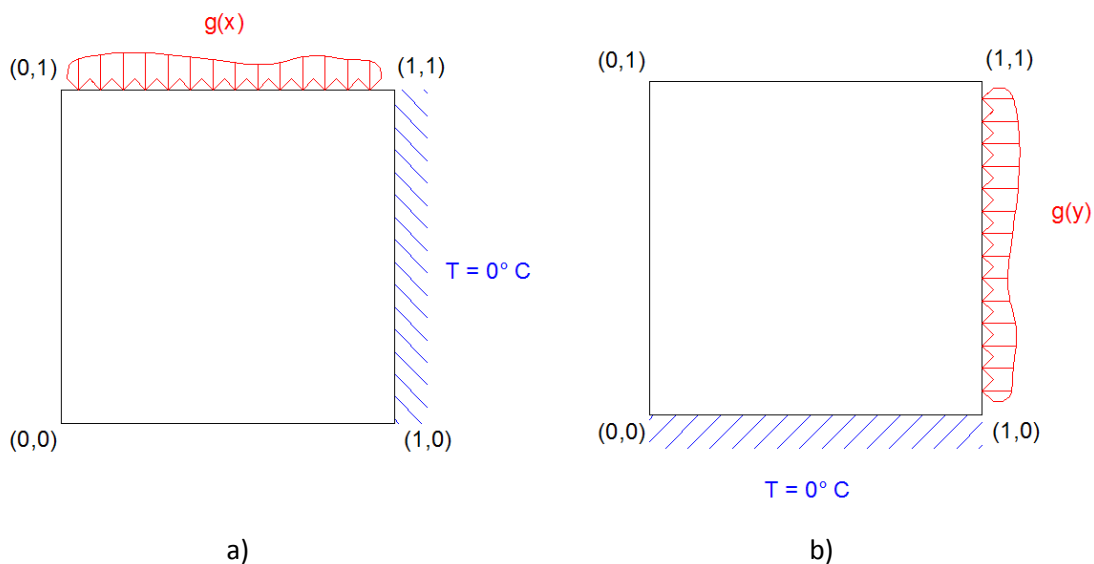 g(x)
(0,1)
(1,1)
T = 0° C
(0,0)
(1,0)
a)
(0,1)
(1,1)
g(y)
(0,0)
(1,0)
T = 0° C
b)